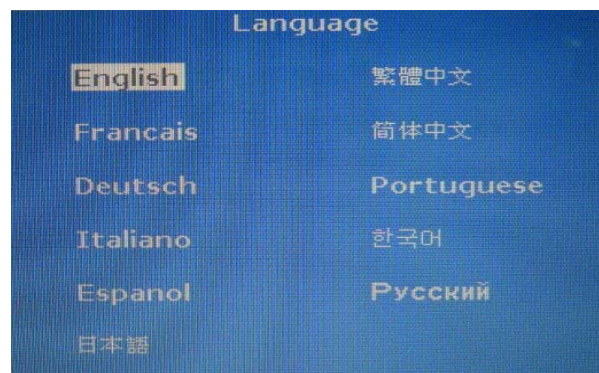 Language
English
Francais
Deutsch
Italiano
Espanol
日本語
繁體中文
简体中文
Portuguese
한국어
Русский